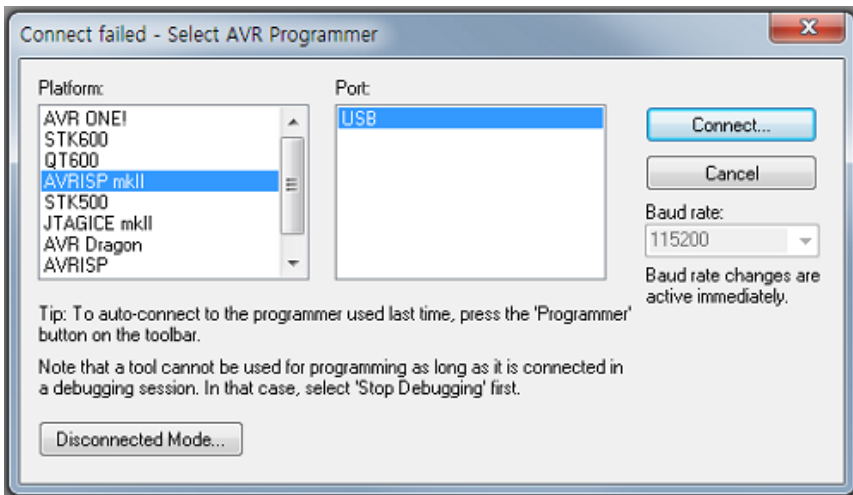 Connect failed - Select AVR Programmer
Platform:
AVR ONE!
STK600
QT600
AVRISP mkII
STK500
JTAGICE mkII
AVR Dragon
AVRISP
Port:
USB
Connect...
Cancel
Baud rate:
115200
Baud rate changes are
active immediately.
Tip: To auto-connect to the programmer used last time, press the 'Programmer'
button on the toolbar.
Note that a tool cannot be used for programming as long as it is connected in
a debugging session. In that case, select 'Stop Debugging' first.
Disconnected Mode...